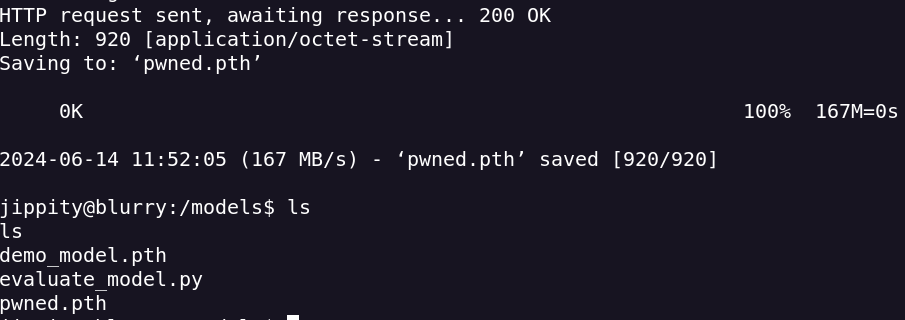 HTTP request sent, awaiting response... 200 OK
Length: 920 [application/octet-stream]
Saving to: ‘pwned.pth’
0K 100% 167M=0s
2024-06-14 11:52:05 (167 MB/s) - ‘pwned.pth’ saved [920/920]
jippity@blurry:/models$ ls
ls
demo_model.pth
evaluate_model.py
pwned.pth